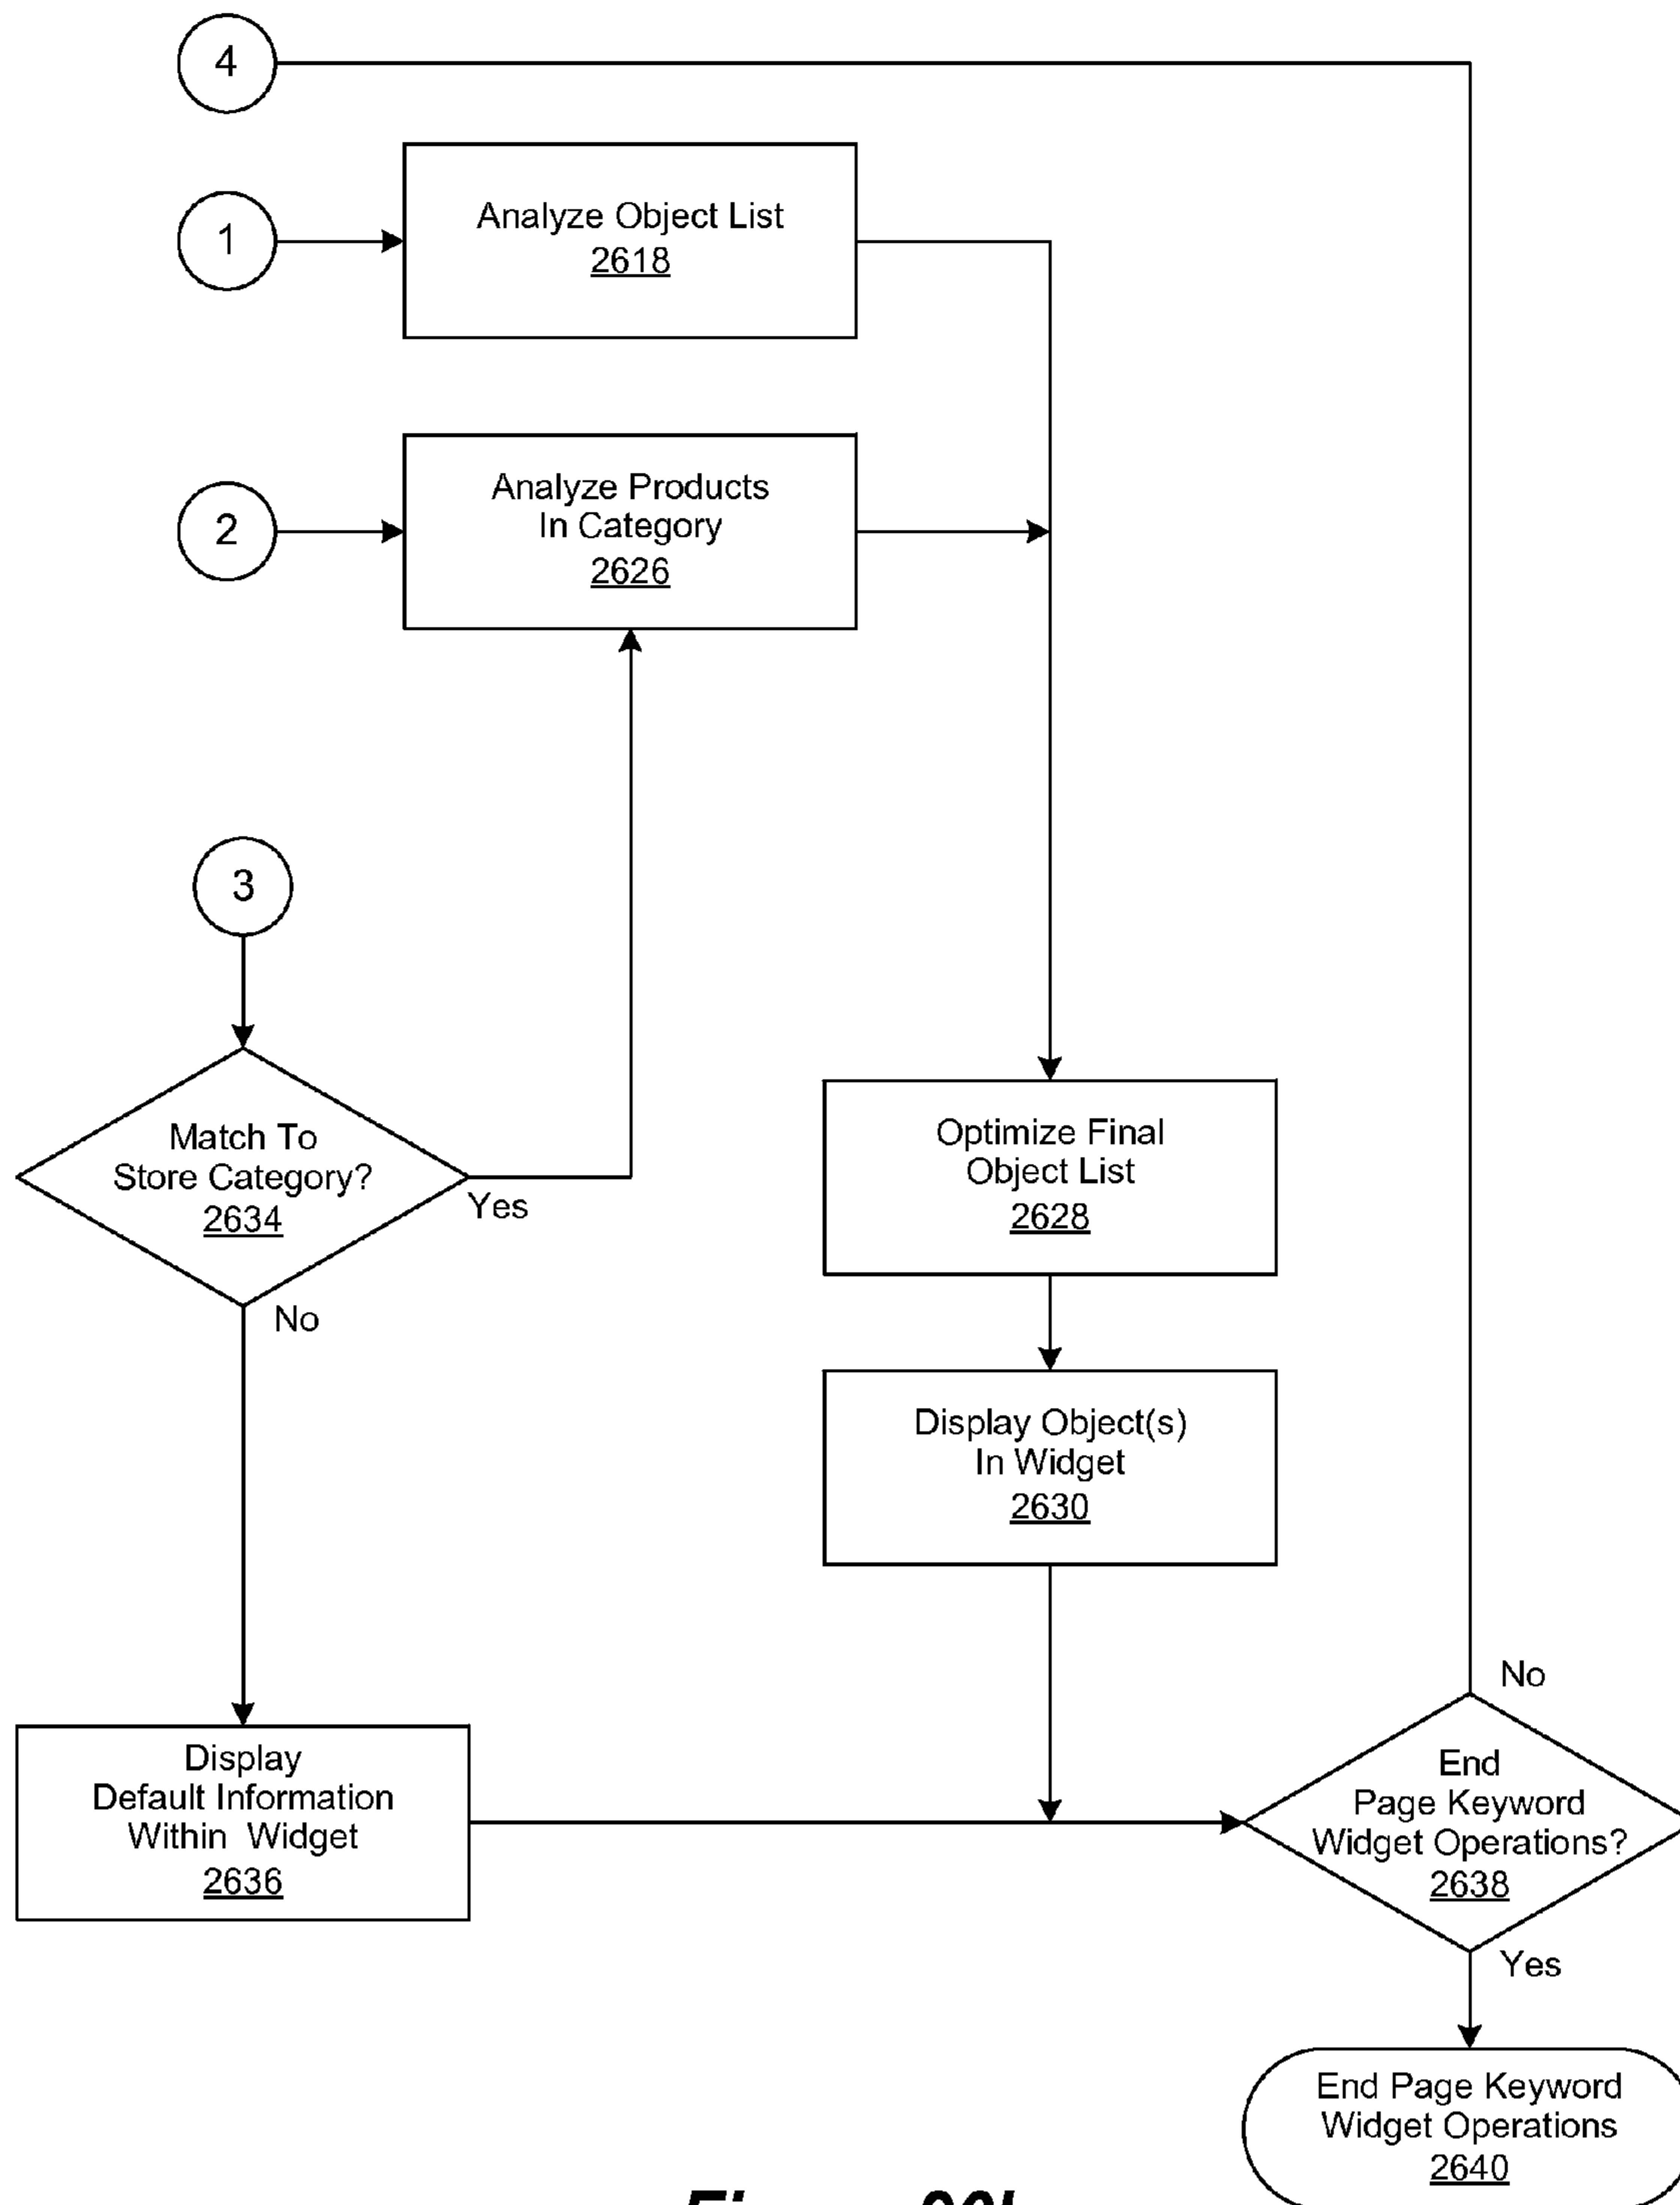 4
1
Analyze Object List
2618
2
Analyze Products
In Category
2626
3
Match To
Store Category?
2634
Yes
No
Optimize Final
Object List
2628
Display Object(s)
In Widget
2630
Display
Default Information
Within Widget
2636
No
End
Page Keyword
Widget Operations?
2638
Yes
End Page Keyword
Widget Operations
2640